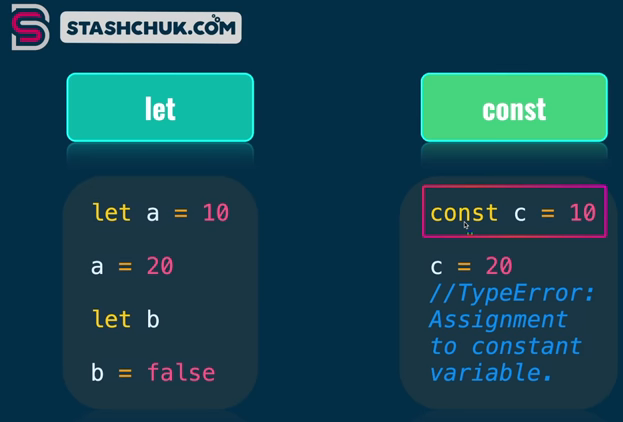 STASHCHUK.COM
let
const
let a = 10
a = 20
let b
b = false
const c = 10
c = 20
//TypeError:
Assignment
to constant
variable.